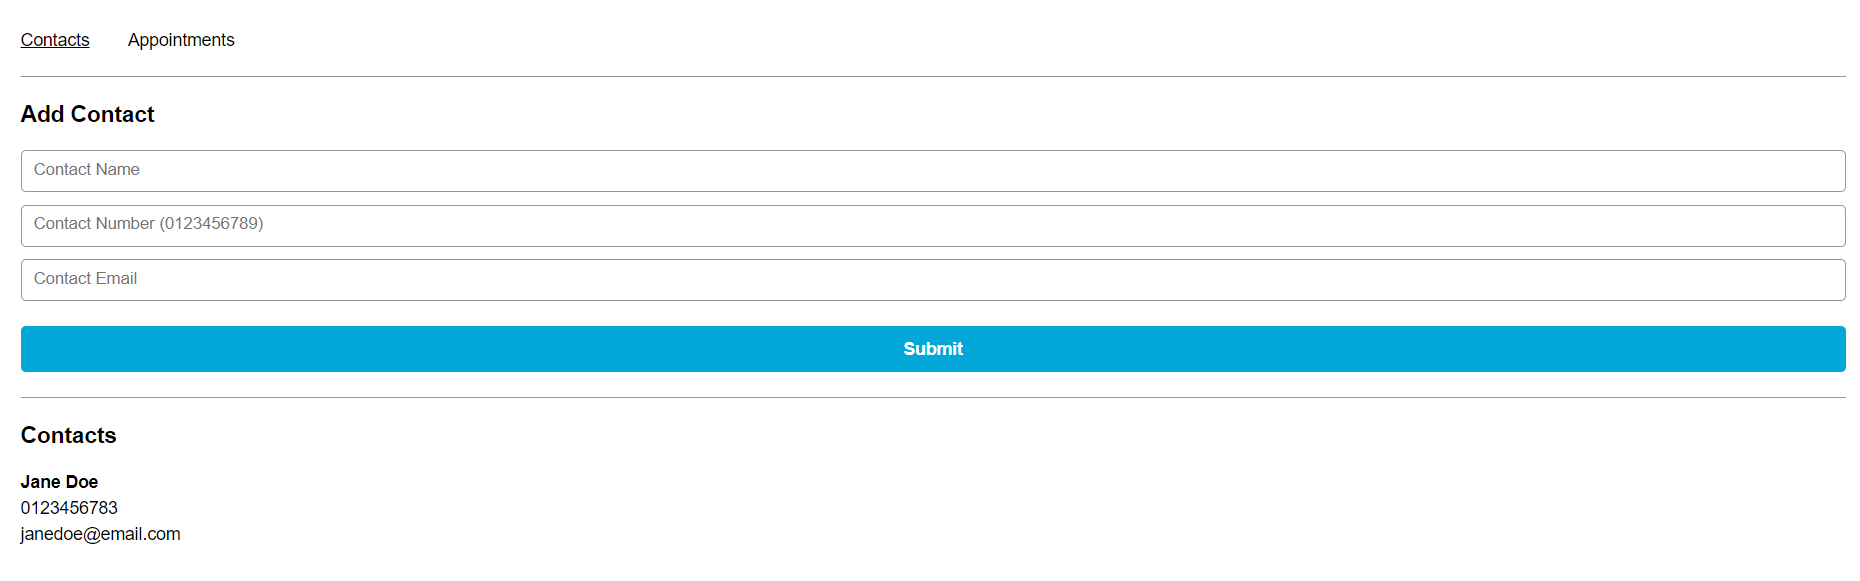 Contacts Appointments
Add Contact
Contact Name
Contact Number (0123456789)
Contact Email
Submit
Contacts
Jane Doe
0123456783
janedoe@email.com